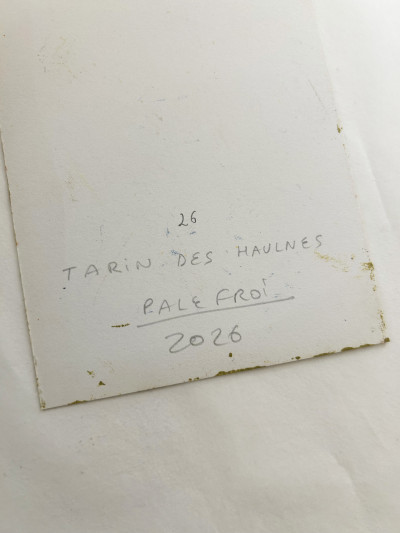 26
TARIN DES HAULNES
PALEFROI
2026